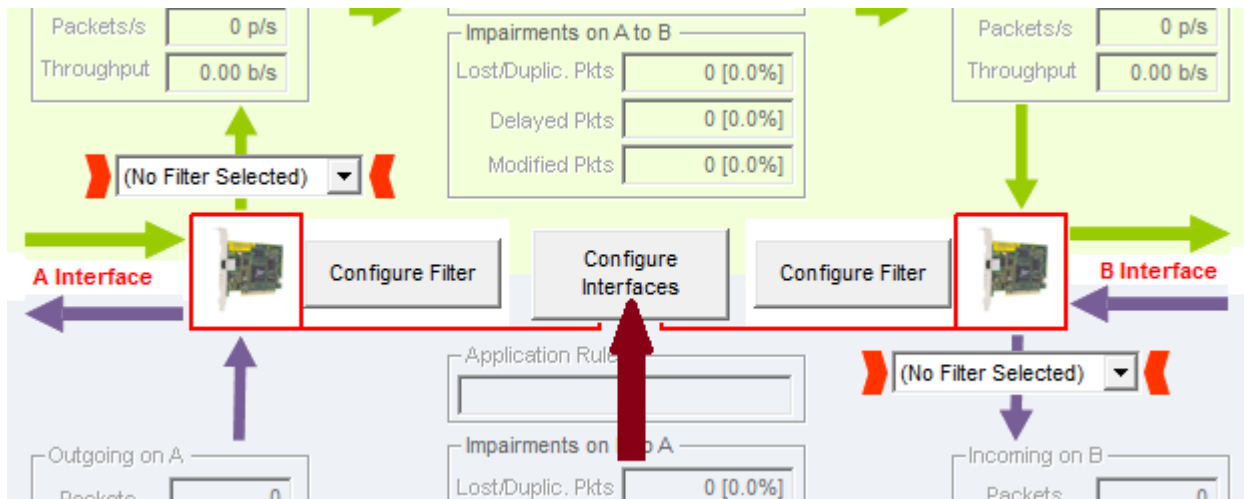 Packets/s 0 p/s
Throughput 0.00 b/s
Impairments on A to B
Lost/Duplic. Pkts 0 [0.0%]
Delayed Pkts 0 [0.0%]
Modified Pkts 0 [0.0%]
Packets/s 0 p/s
Throughput 0.00 b/s
(No Filter Selected)
A Interface
Configure Filter
Configure
Interfaces
Configure Filter
B Interface
Application Rule
(No Filter Selected)
Outgoing on A
Packets 0
Impairments on B to A
Lost/Duplic. Pkts 0 [0.0%]
Incoming on B
Packets 0